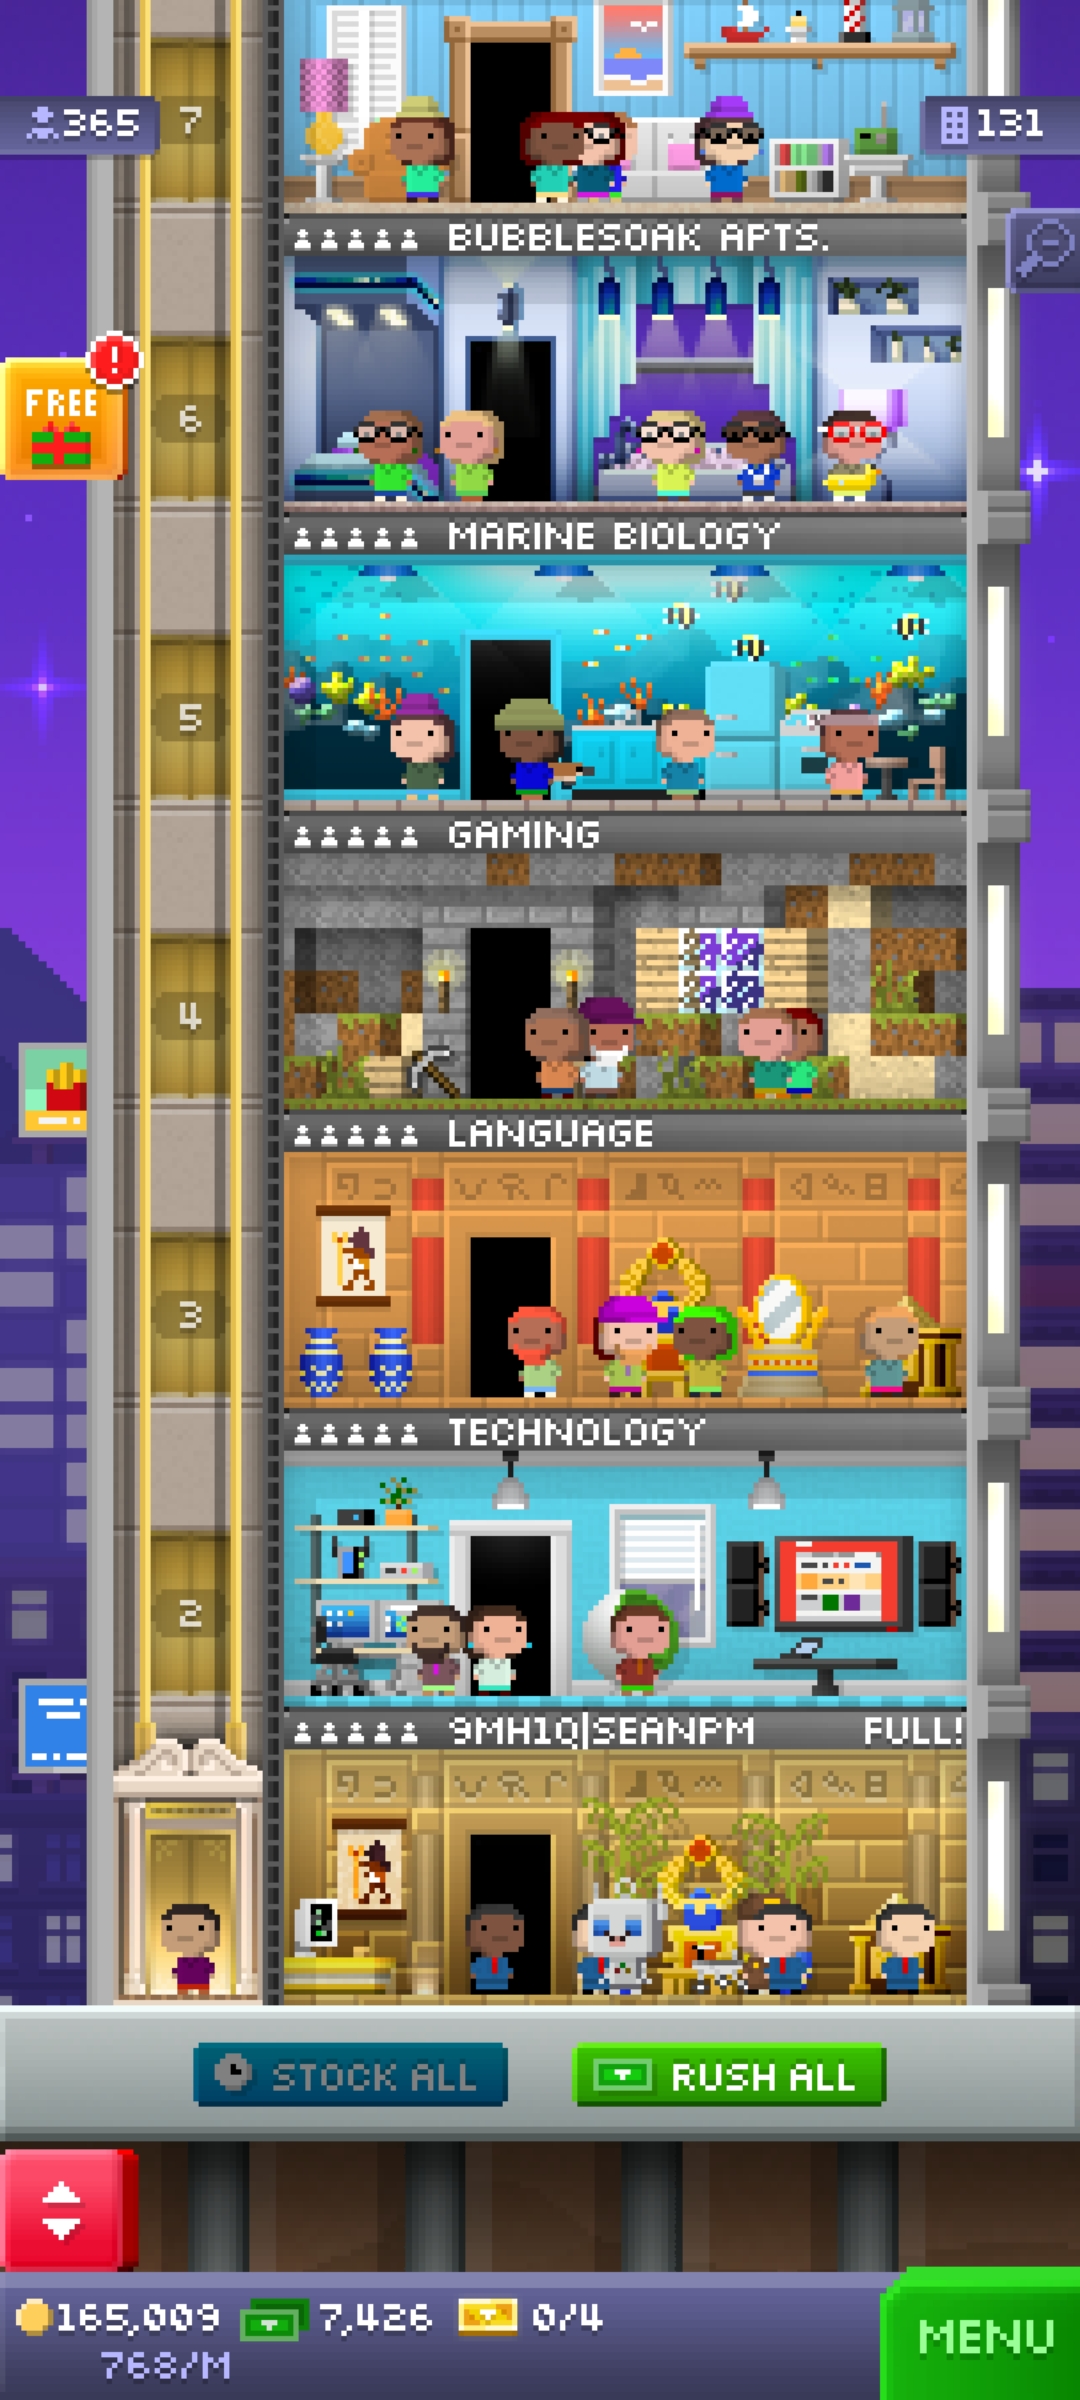 7
365
131
BUBBLESOAK APTS.
FREE
!
6
MARINE BIOLOGY
5
GAMING
4
LANGUAGE
3
TECHNOLOGY
2
9MH1Q|SEANPM FULL!
STOCK ALL
RUSH ALL
165,009 7,426 0/4
768/M
MENU